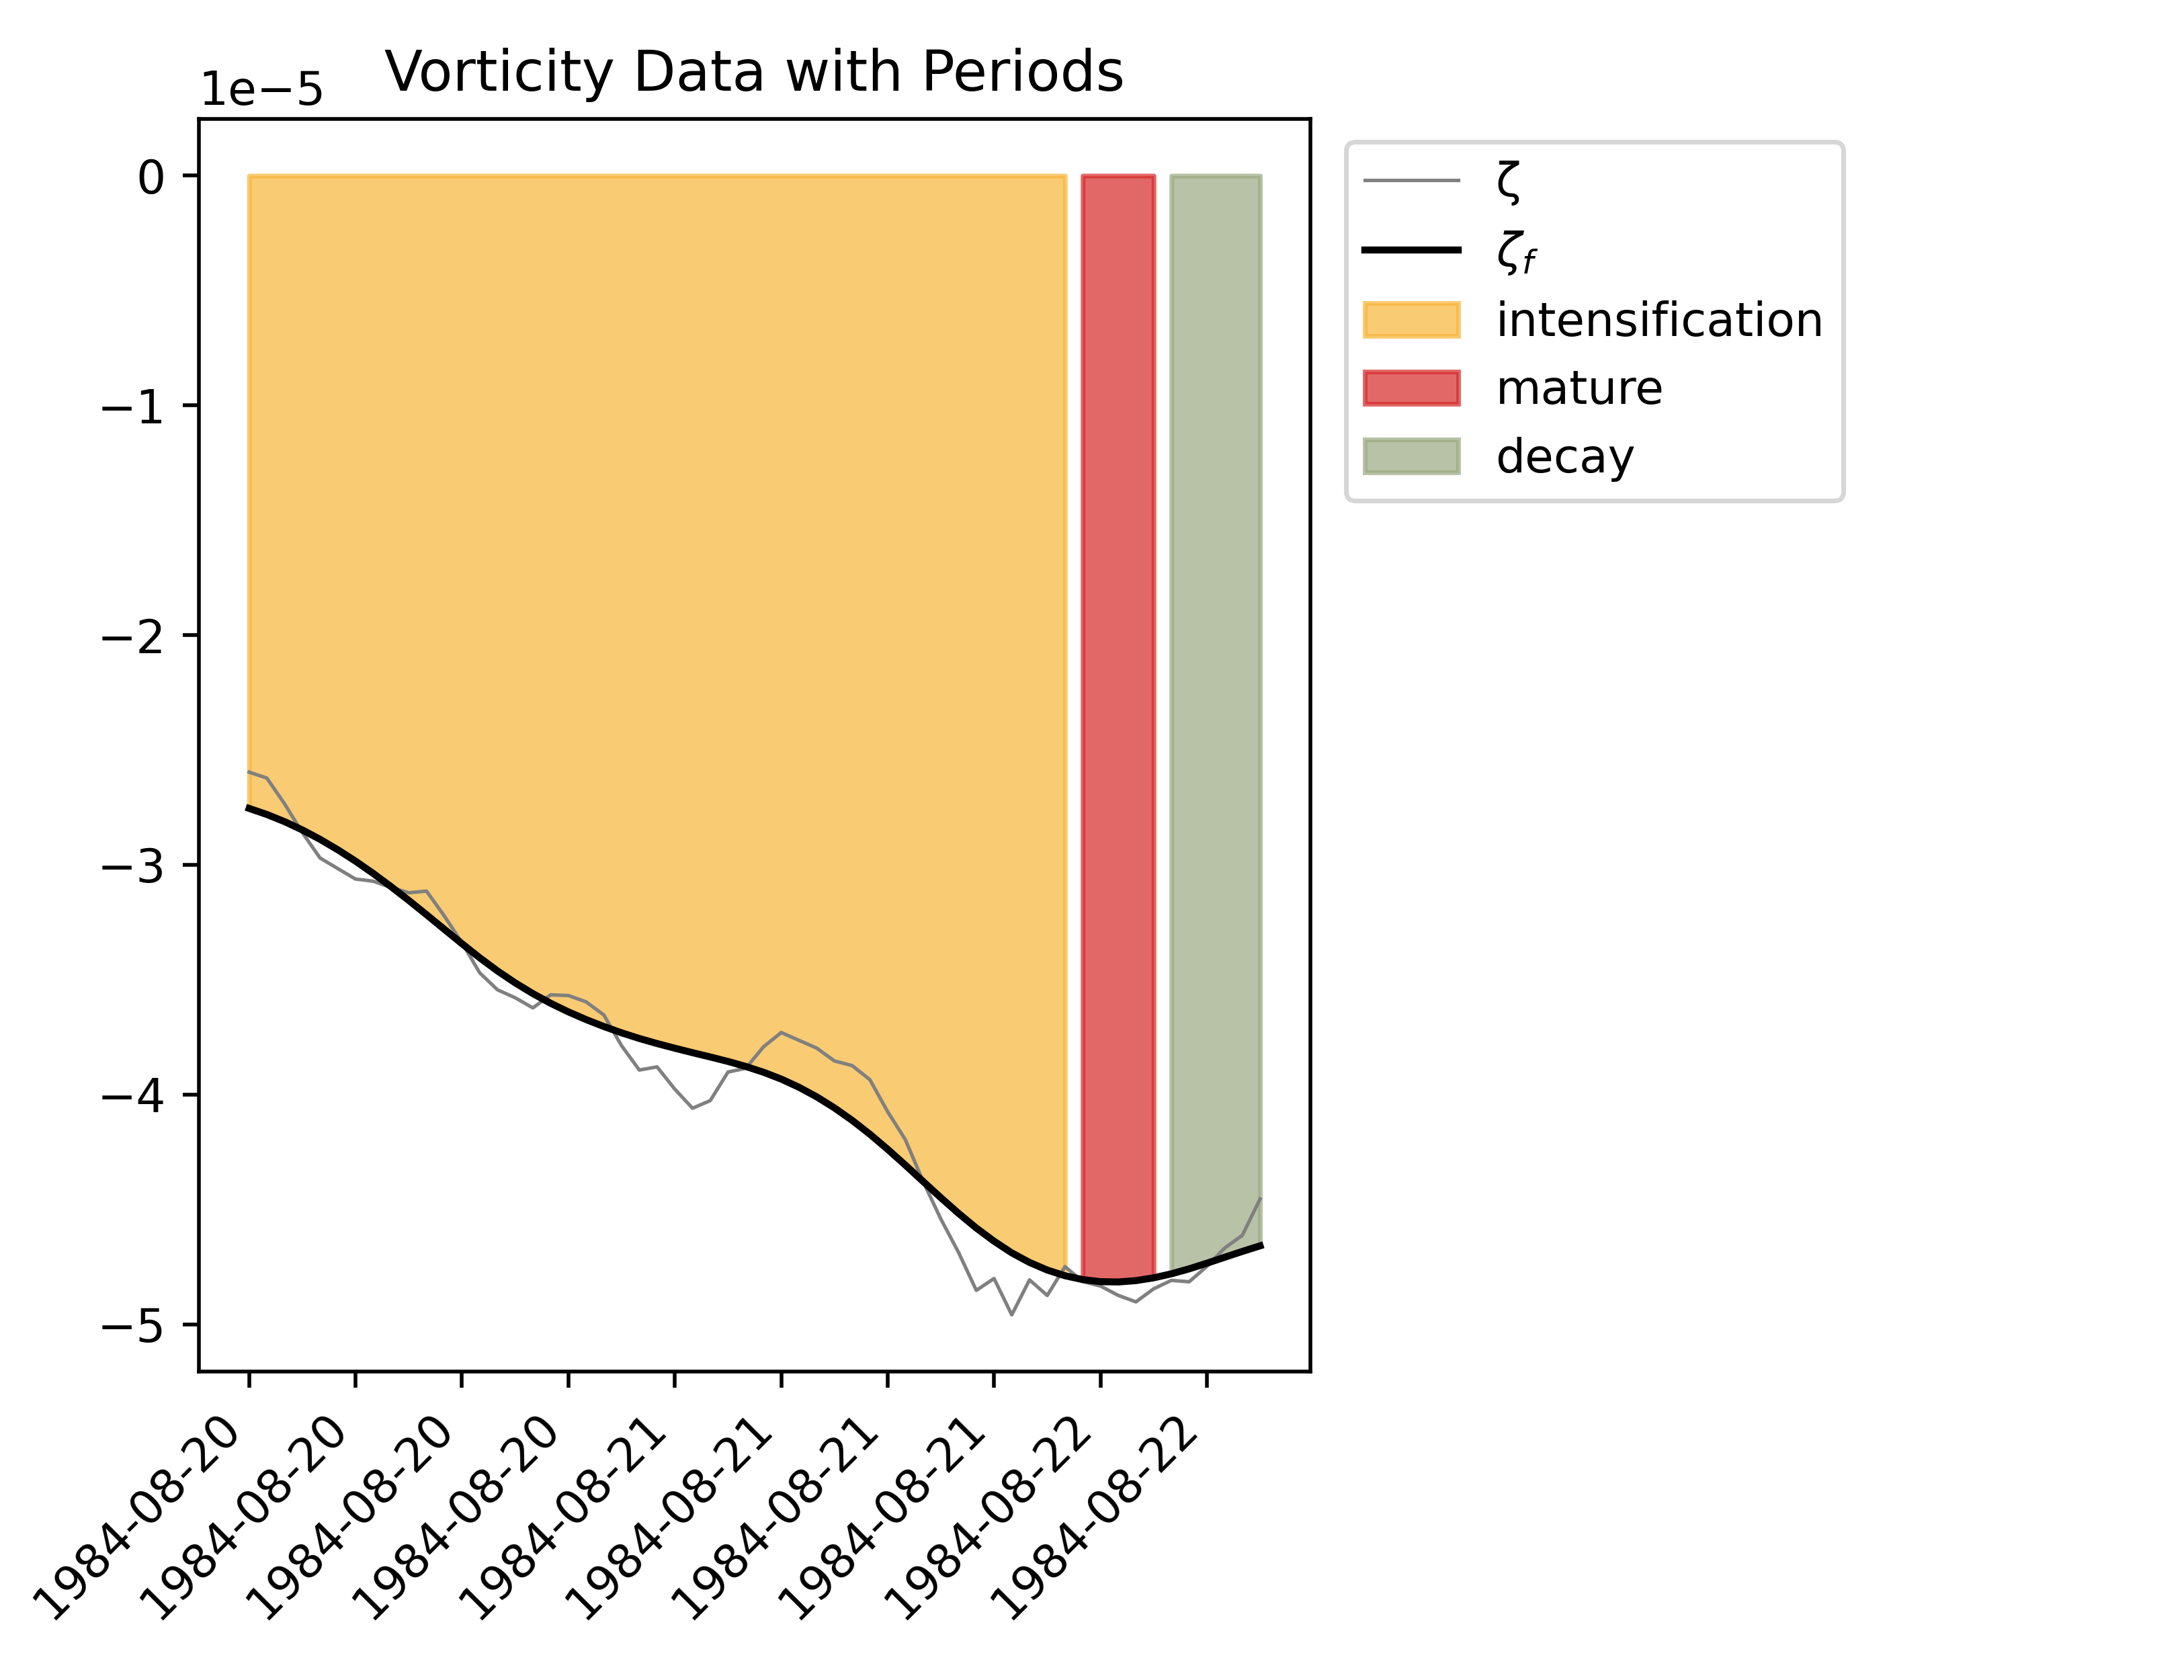 Vorticity Data with Periods
1e−5
0
−1
−2
−3
−4
−5
1984-08-20
1984-08-20
1984-08-20
1984-08-20
1984-08-21
1984-08-21
1984-08-21
1984-08-21
1984-08-22
1984-08-22
ζ
ζf
intensification
mature
decay